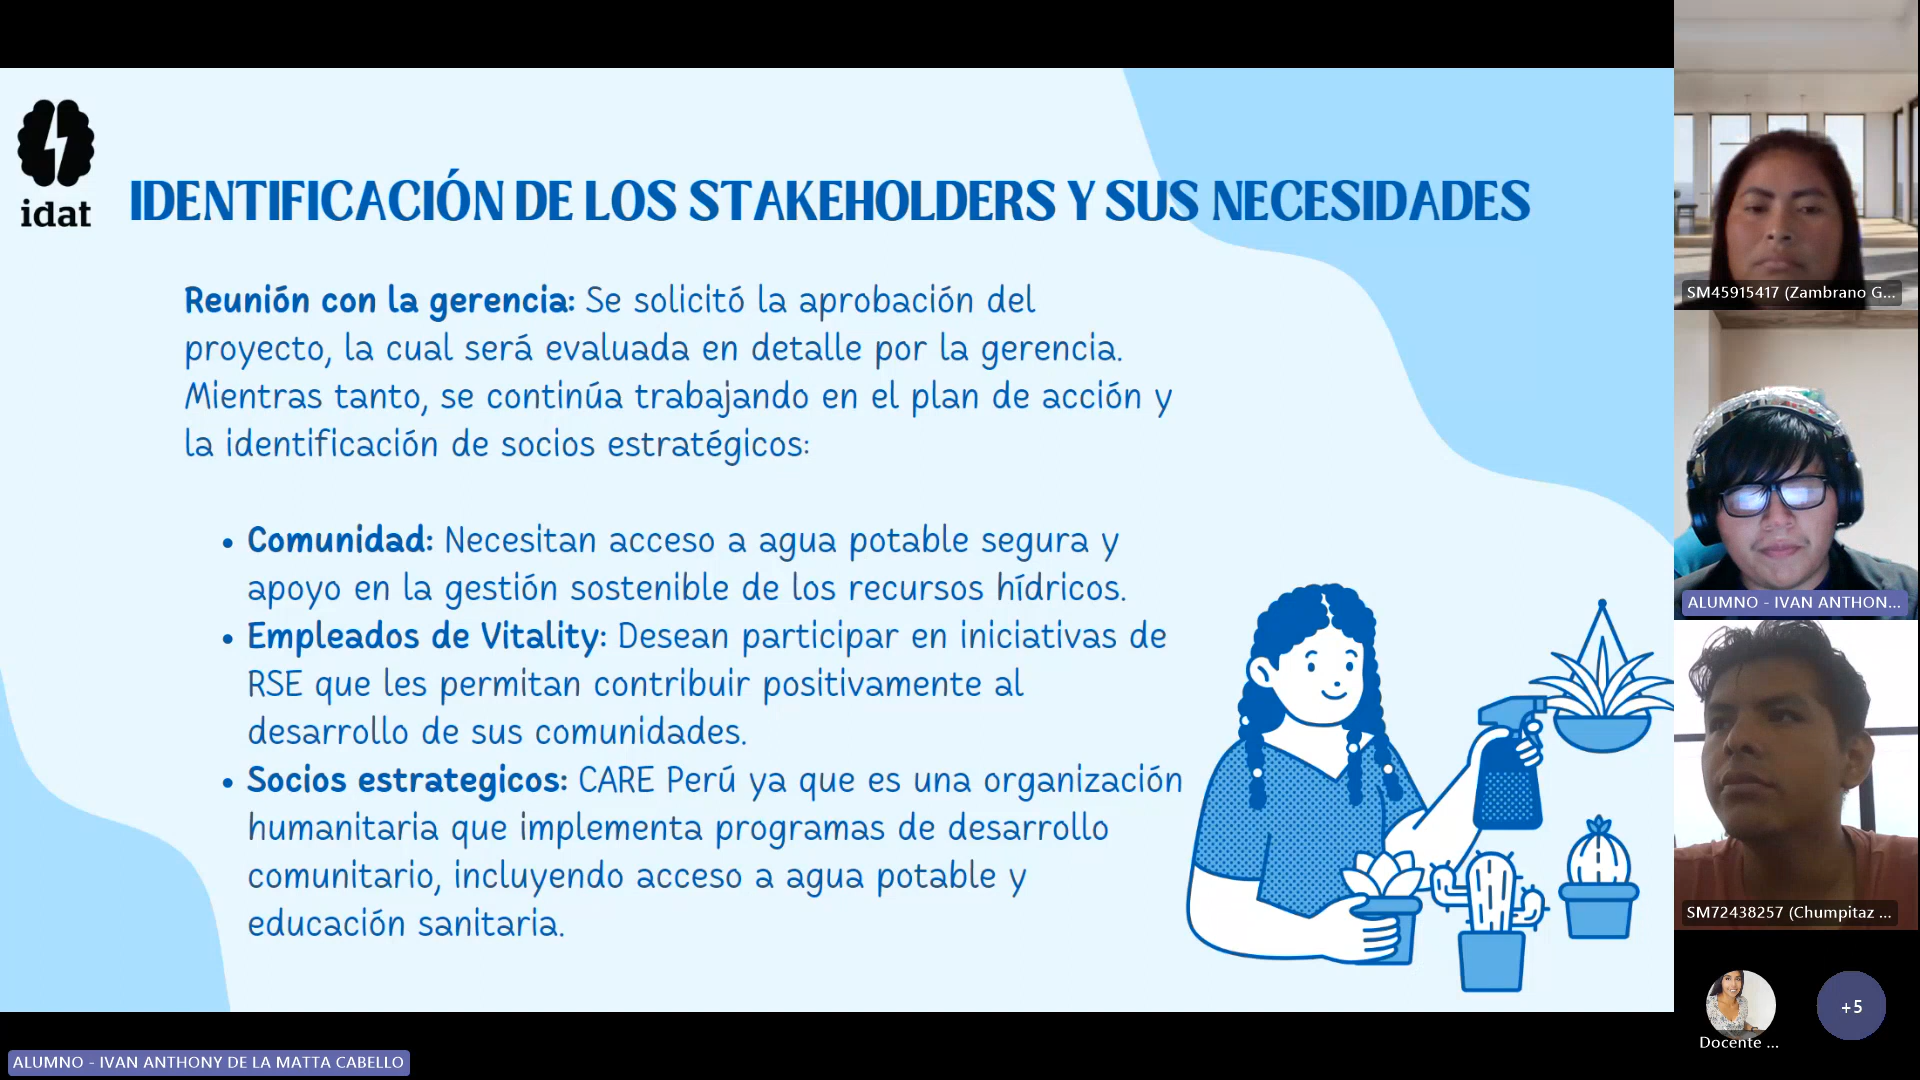 idat
IDENTIFICACIÓN DE LOS STAKEHOLDERS Y SUS NECESIDADES
Reunión con la gerencia: Se solicitó la aprobación del
proyecto, la cual será evaluada en detalle por la gerencia.
Mientras tanto, se continúa trabajando en el plan de acción y
la identificación de socios estratégicos:
• Comunidad: Necesitan acceso a agua potable segura y
apoyo en la gestión sostenible de los recursos hídricos.
• Empleados de Vitality: Desean participar en iniciativas de
RSE que les permitan contribuir positivamente al
desarrollo de sus comunidades.
• Socios estrategicos: CARE Perú ya que es una organización
humanitaria que implementa programas de desarrollo
comunitario, incluyendo acceso a agua potable y
educación sanitaria.
SM45915417 (Zambrano G...
ALUMNO - IVAN ANTHON...
SM72438257 (Chumpitaz ...
Docente ...
+5
ALUMNO - IVAN ANTHONY DE LA MATTA CABELLO